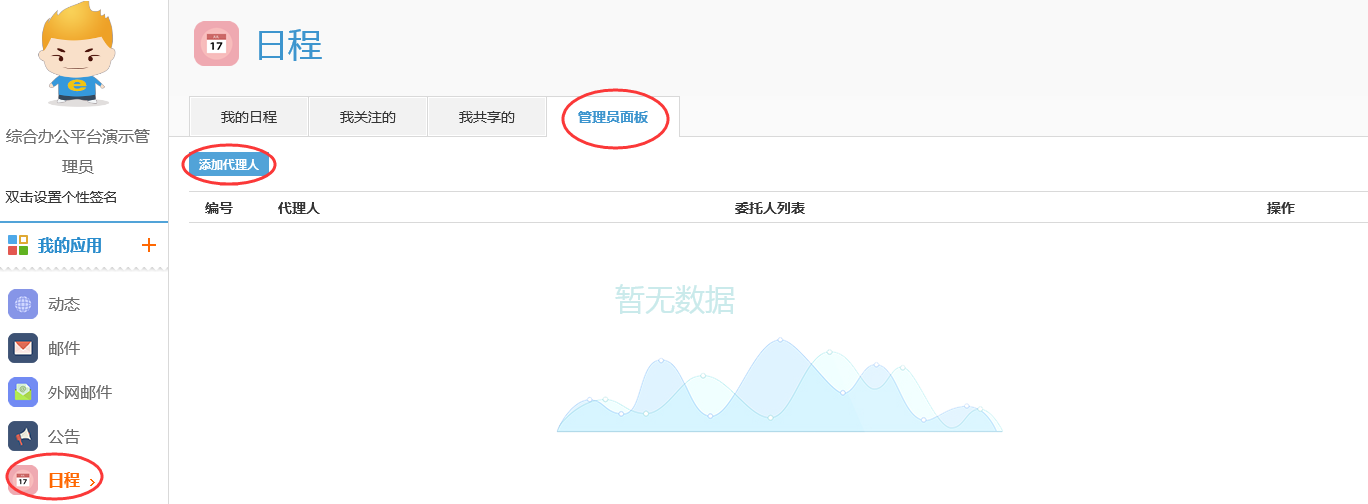 综合办公平台演示管
理员
双击设置个性签名
我的应用
动态
邮件
外网邮件
公告
17
日程
17
日程
我的日程
我关注的
我共享的
管理员面板
添加代理人
编号 代理人 委托人列表 操作
暂无数据